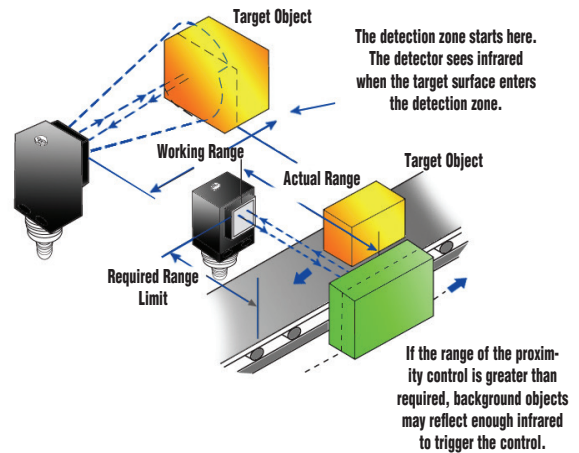 Target Object
The detection zone starts here.
The detector sees infrared
when the target surface enters
the detection zone.
Working Range
Target Object
Actual Range
Required Range
Limit
If the range of the proxim-
ity control is greater than
required, background objects
may reflect enough infrared
to trigger the control.